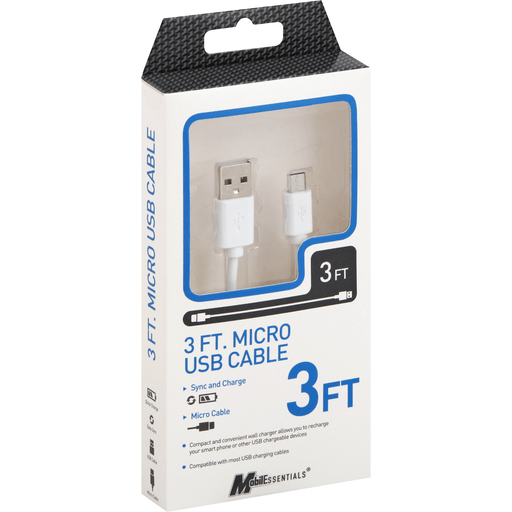 3 FT. MICRO USB CABLE
3 FT
3 FT. MICRO
USB CABLE
Sync and Charge
Micro Cable
3FT
Compact and convenient wall charger allows you to recharge
your smart phone or other USB chargeable devices
Compatible with most USB charging cables
MobilEssentials®